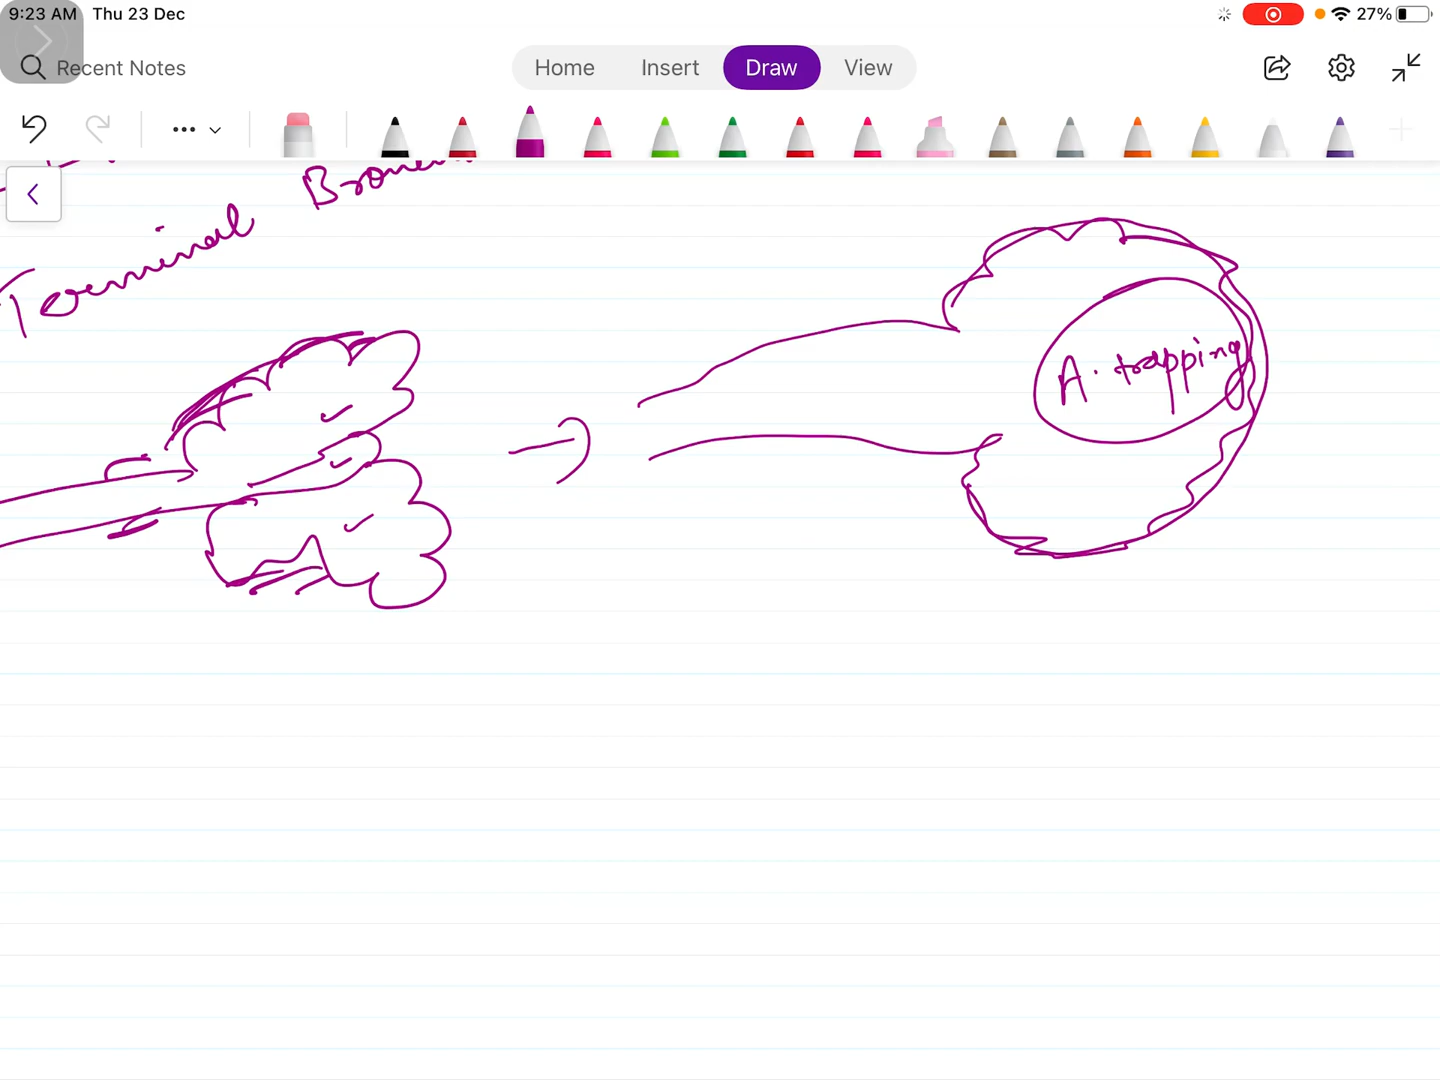 9:23 AM Thu 23 Dec
27%
Recent Notes
Home Insert Draw View
Terminal
A. trapping